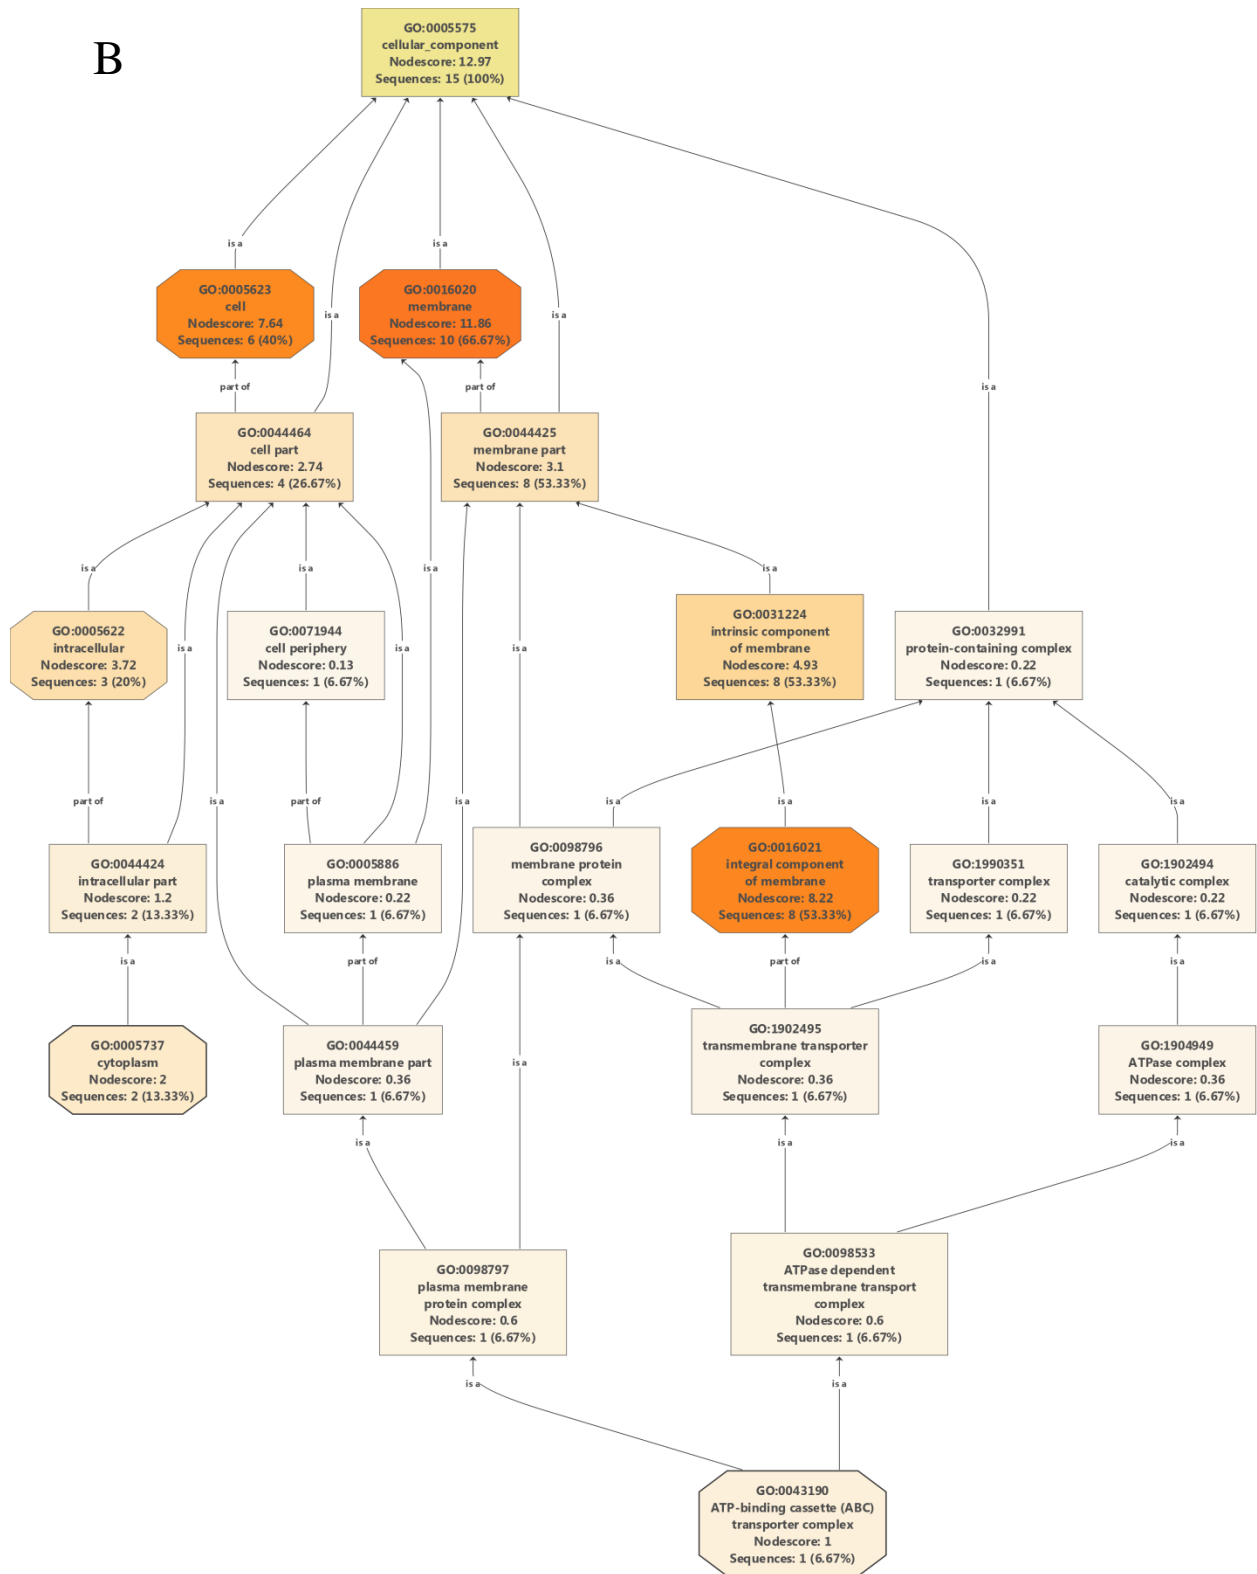 B
GO:0005575
cellular_component
Nodescore: 12.97
Sequences: 15 (100%)
is a
is a
GO:0005623
cell
Nodescore: 7.64
Sequences: 6 (40%)
GO:0016020
membrane
Nodescore: 11.86
Sequences: 10 (66.67%)
is a
is a
part of
part of
is a
GO:0044464
cell part
Nodescore: 2.74
Sequences: 4 (26.67%)
GO:0044425
membrane part
Nodescore: 3.1
Sequences: 8 (53.33%)
is a
is a
is a
is a
GO:0005622
intracellular
Nodescore: 3.72
Sequences: 3 (20%)
is a
GO:0071944
cell periphery
Nodescore: 0.13
Sequences: 1 (6.67%)
is a
is a
GO:0031224
intrinsic component
of membrane
Nodescore: 4.93
Sequences: 8 (53.33%)
GO:0032991
protein-containing complex
Nodescore: 0.22
Sequences: 1 (6.67%)
part of
is a
part of
is a
is a
is a
is a
is a
GO:0044424
intracellular part
Nodescore: 1.2
Sequences: 2 (13.33%)
GO:0005886
plasma membrane
Nodescore: 0.22
Sequences: 1 (6.67%)
GO:0098796
membrane protein
complex
Nodescore: 0.36
Sequences: 1 (6.67%)
GO:0016021
integral component
of membrane
Nodescore: 8.22
Sequences: 8 (53.33%)
GO:1990351
transporter complex
Nodescore: 0.22
Sequences: 1 (6.67%)
GO:1902494
catalytic complex
Nodescore: 0.22
Sequences: 1 (6.67%)
is a
part of
is a
part of
is a
is a
GO:0005737
cytoplasm
Nodescore: 2
Sequences: 2 (13.33%)
GO:0044459
plasma membrane part
Nodescore: 0.36
Sequences: 1 (6.67%)
is a
GO:1902495
transmembrane transporter
complex
Nodescore: 0.36
Sequences: 1 (6.67%)
GO:1904949
ATPase complex
Nodescore: 0.36
Sequences: 1 (6.67%)
is a
is a
is a
GO:0098797
plasma membrane
protein complex
Nodescore: 0.6
Sequences: 1 (6.67%)
GO:0098533
ATPase dependent
transmembrane transport
complex
Nodescore: 0.6
Sequences: 1 (6.67%)
is a
is a
GO:0043190
ATP-binding cassette (ABC)
transporter complex
Nodescore: 1
Sequences: 1 (6.67%)